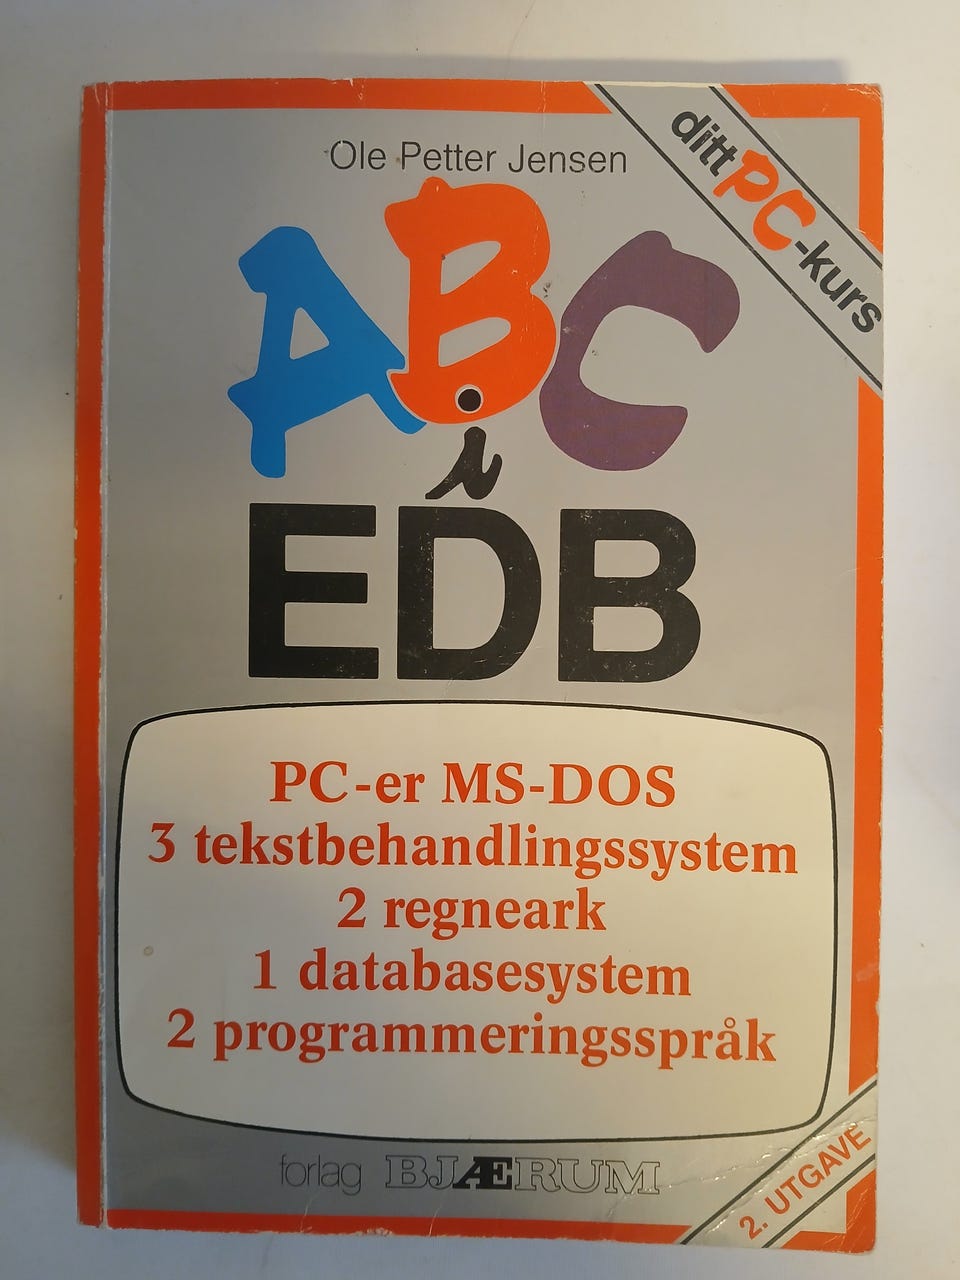 Ole Petter Jensen
ditt PC-kurs
ABC
i
EDB
PC-er MS-DOS
3 tekstbehandlingssystem
2 regneark
1 databasesystem
2 programmeringsspråk
forlag BJÆRUM
2. UTGAVE